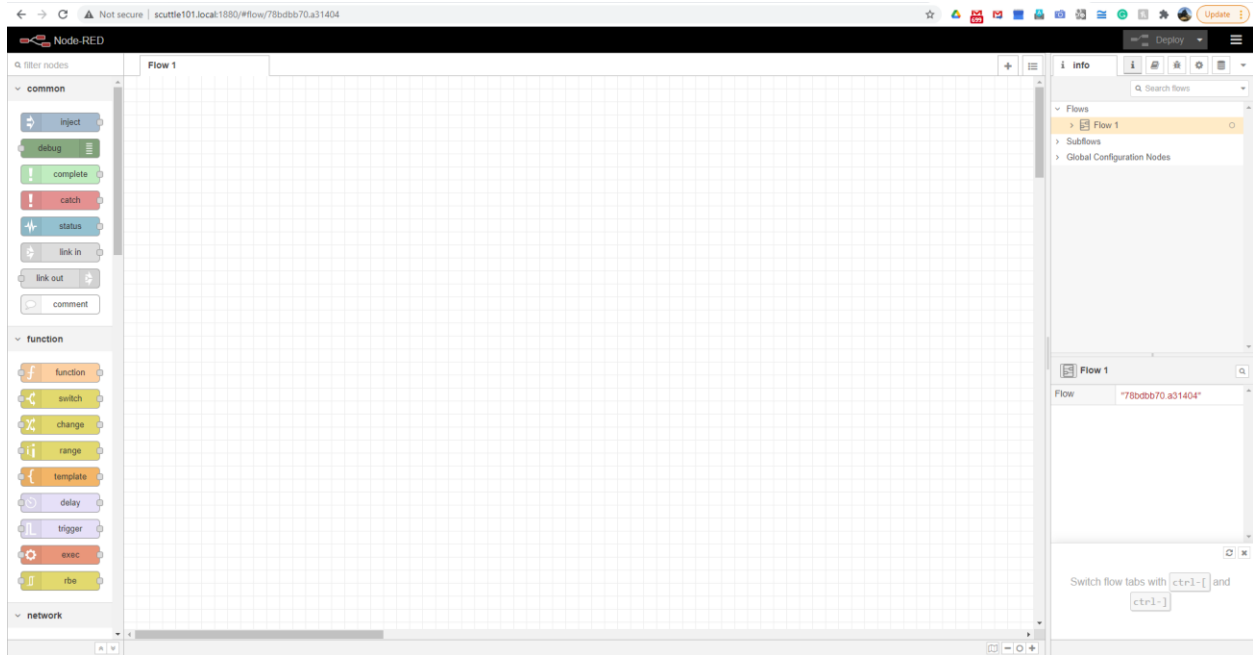 Not secure | scuttle101.local:1880/#flow/78bdbb70.a31404
Update
Node-RED
Deploy
filter nodes
Flow 1
i info
Search flows
common
inject
debug
complete
catch
status
link in
link out
comment
function
function
switch
change
range
template
delay
trigger
exec
rbe
network
Flows
Flow 1
Subflows
Global Configuration Nodes
Flow 1
Flow "78bdbb70.a31404"
Switch flow tabs with ctrl-[ and
ctrl-]